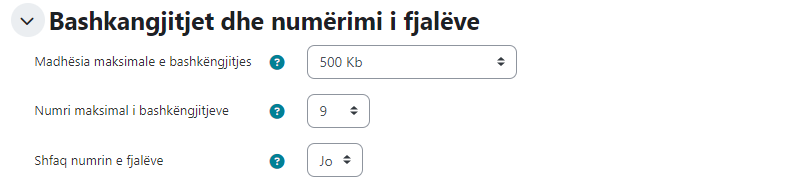 Bashkangjitjet dhe numërimi i fjalëve
Madhësia maksimale e bashkëngjitjes ? 500 Kb
Numri maksimal i bashkëngjitjeve ? 9
Shfaq numrin e fjalëve ? Jo